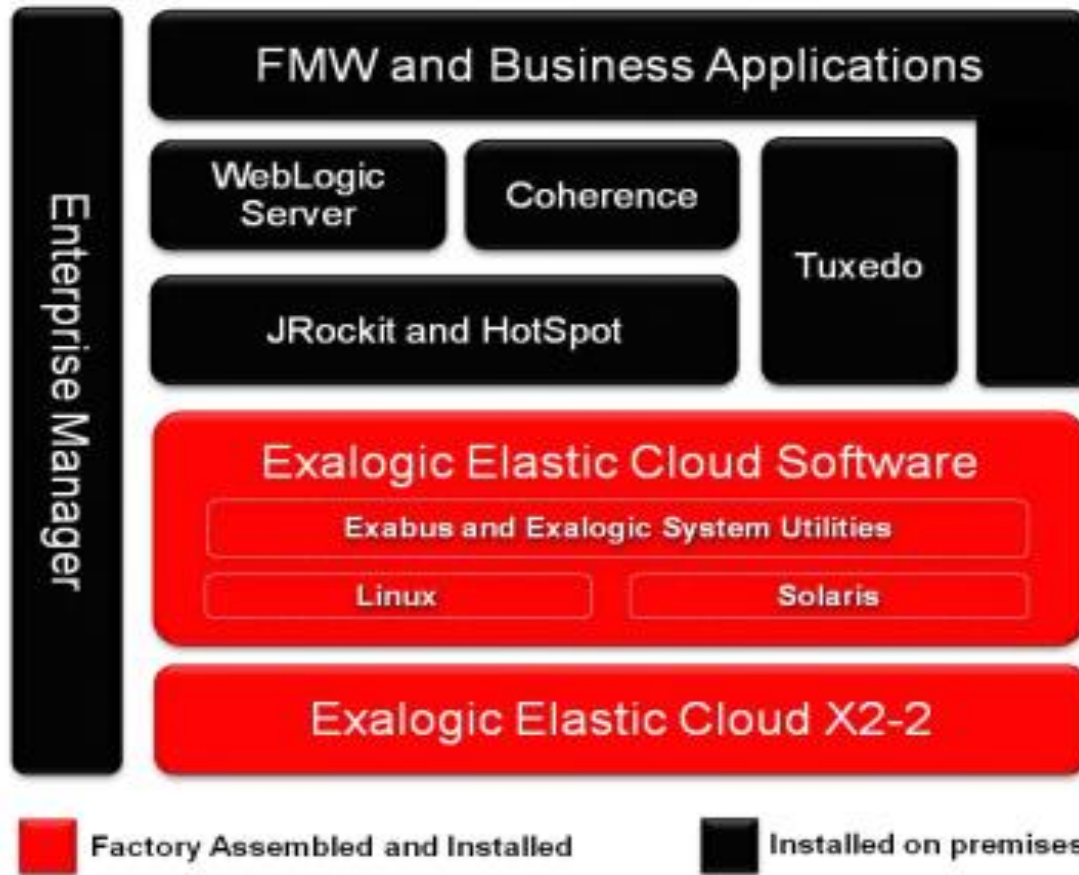 Enterprise Manager
FMW and Business Applications
WebLogic
Server
Coherence
Tuxedo
JRockit and HotSpot
Exalogic Elastic Cloud Software
Exabus and Exalogic System Utilities
Linux
Solaris
Exalogic Elastic Cloud X2-2
Factory Assembled and Installed
Installed on premises